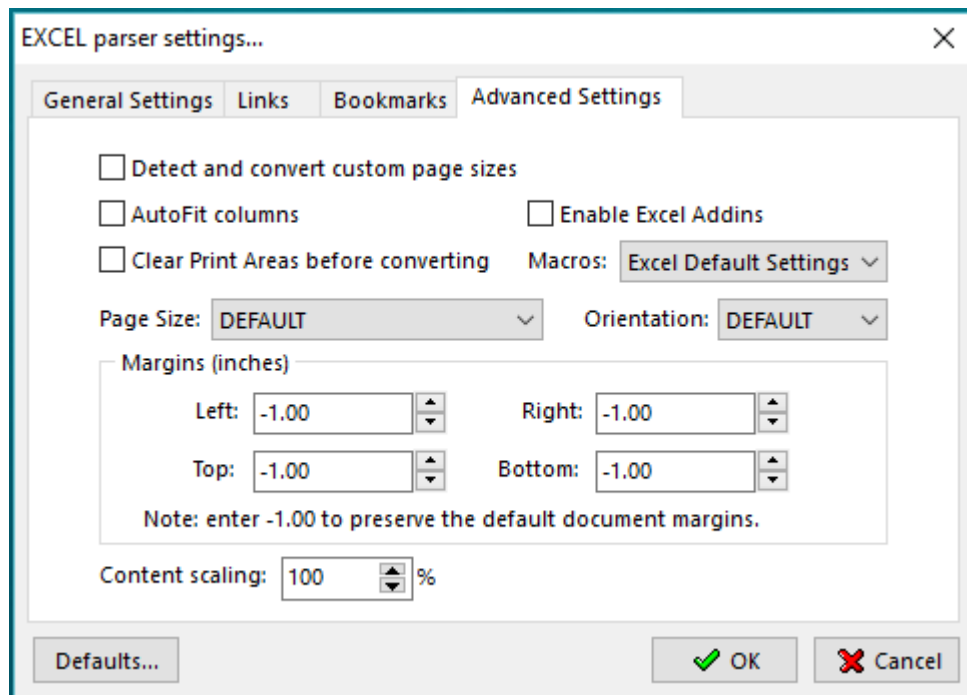 EXCEL parser settings...
General Settings Links Bookmarks Advanced Settings
Detect and convert custom page sizes
AutoFit columns Enable Excel Addins
Clear Print Areas before converting Macros: Excel Default Settings
Page Size: DEFAULT Orientation: DEFAULT
Margins (inches)
Left: -1.00 Right: -1.00
Top: -1.00 Bottom: -1.00
Note: enter -1.00 to preserve the default document margins.
Content scaling: 100 %
Defaults... OK Cancel